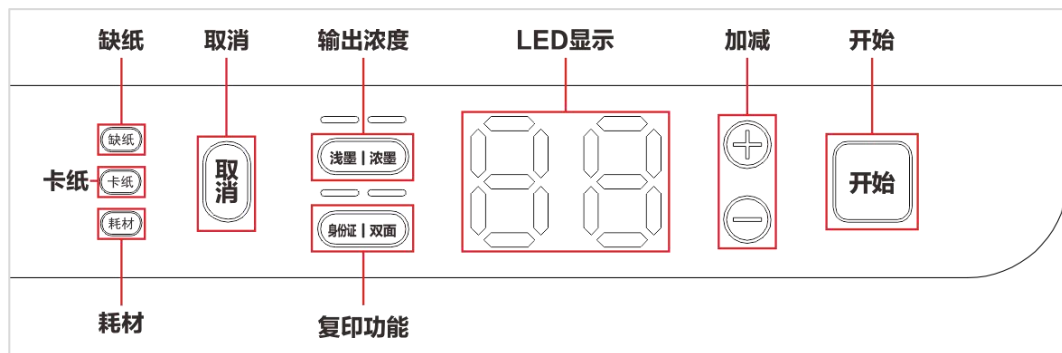 缺纸
取消
输出浓度
LED显示
加减
开始
缺纸
卡纸
卡纸
耗材
取消
浅墨 | 浓墨
身份证 | 双面
开始
耗材
复印功能